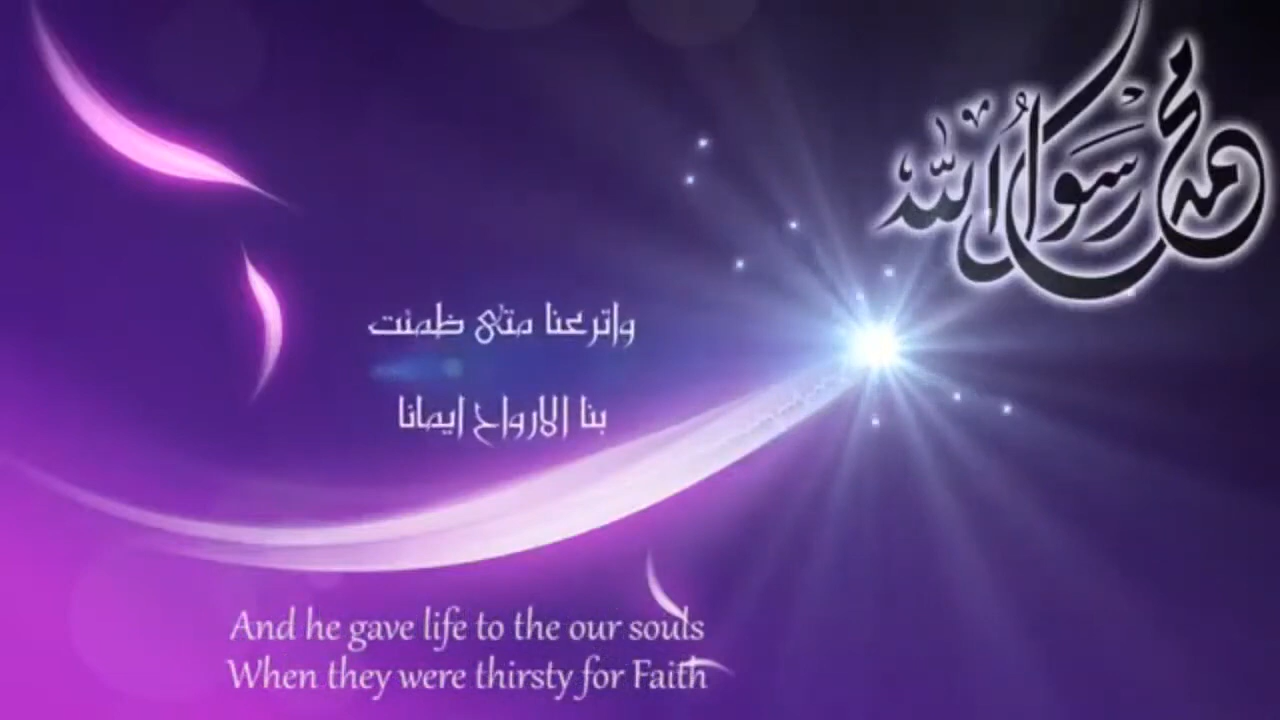 محمد رسول الله
واترعنا متى ظمئت
بنا الارواح ايمانا
And he gave life to the our souls
When they were thirsty for Faith